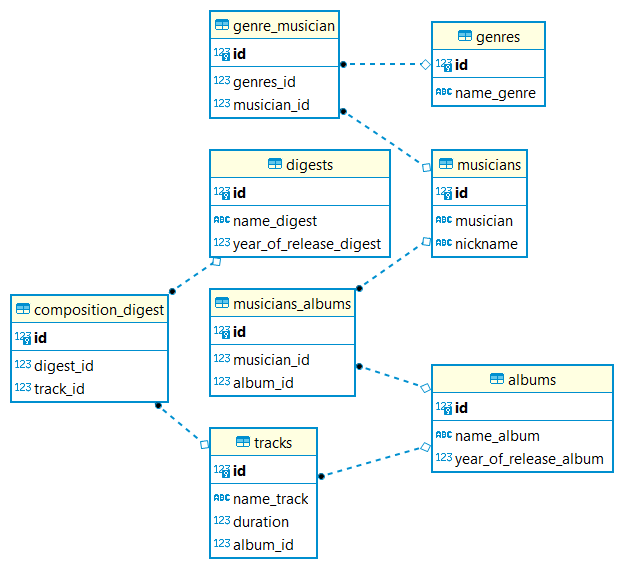 genre_musician
123 id
123 genres_id
123 musician_id
genres
123 id
ABC name_genre
digests
123 id
ABC name_digest
123 year_of_release_digest
musicians
123 id
ABC musician
ABC nickname
composition_digest
123 id
123 digest_id
123 track_id
musicians_albums
123 id
123 musician_id
123 album_id
albums
123 id
ABC name_album
123 year_of_release_album
tracks
123 id
ABC name_track
123 duration
123 album_id